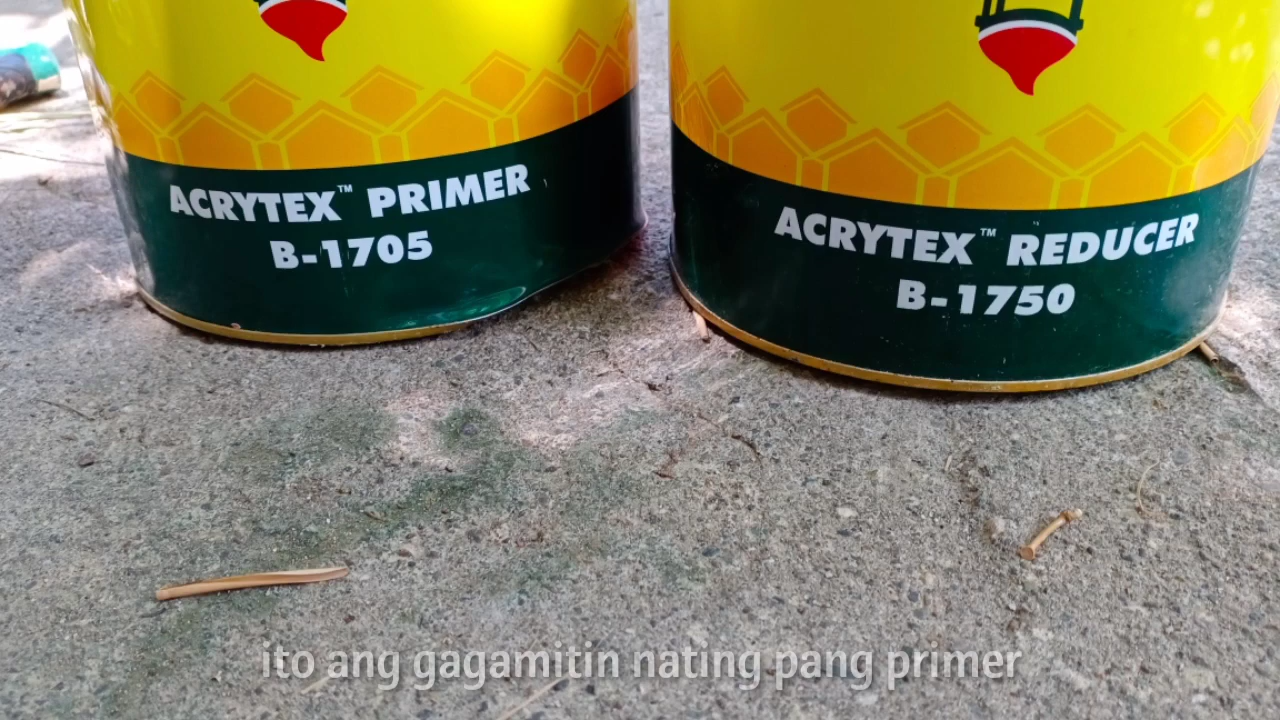 ACRYTEX™ PRIMER
B-1705
ACRYTEX™ REDUCER
B-1750
ito ang gagamitin nating pang primer